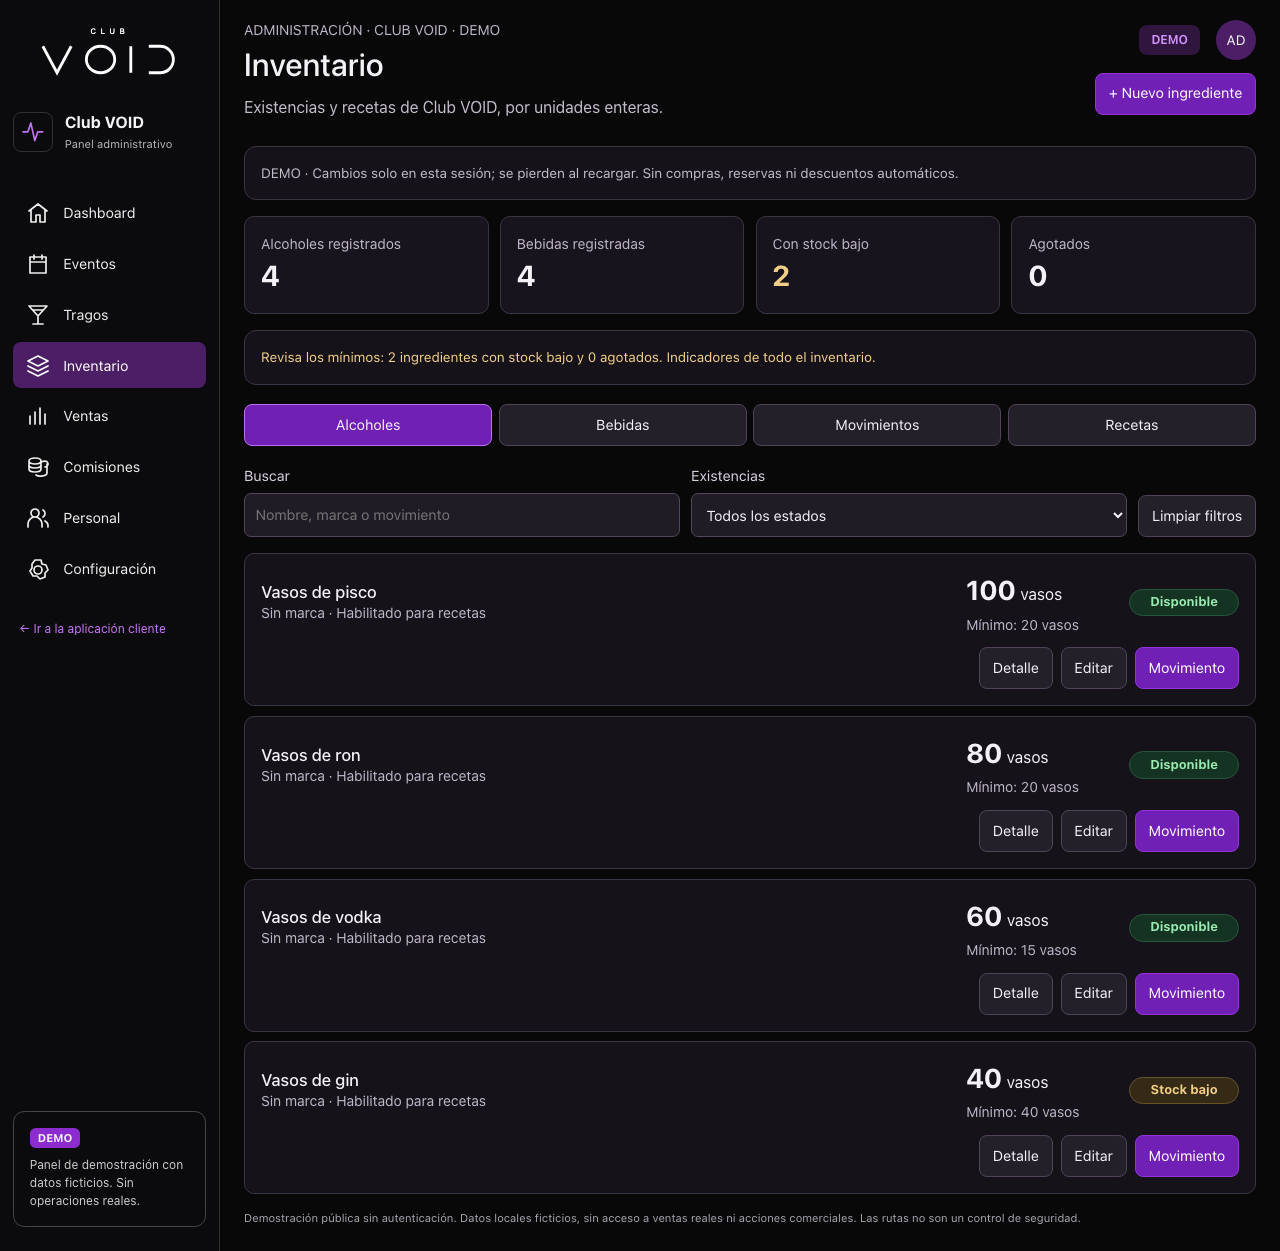 CLUB
VOID
Club VOID
Panel administrativo
Dashboard
Eventos
Tragos
Inventario
Ventas
Comisiones
Personal
Configuración
← Ir a la aplicación cliente
DEMO
Panel de demostración con
datos ficticios. Sin
operaciones reales.
ADMINISTRACIÓN · CLUB VOID · DEMO
Inventario
Existencias y recetas de Club VOID, por unidades enteras.
DEMO
AD
+ Nuevo ingrediente
DEMO · Cambios solo en esta sesión; se pierden al recargar. Sin compras, reservas ni descuentos automáticos.
Alcoholes registrados
4
Bebidas registradas
4
Con stock bajo
2
Agotados
0
Revisa los mínimos: 2 ingredientes con stock bajo y 0 agotados. Indicadores de todo el inventario.
Alcoholes
Bebidas
Movimientos
Recetas
Buscar
Nombre, marca o movimiento
Existencias
Todos los estados
Limpiar filtros
Vasos de pisco
Sin marca · Habilitado para recetas
100 vasos
Mínimo: 20 vasos
Disponible
Detalle
Editar
Movimiento
Vasos de ron
Sin marca · Habilitado para recetas
80 vasos
Mínimo: 20 vasos
Disponible
Detalle
Editar
Movimiento
Vasos de vodka
Sin marca · Habilitado para recetas
60 vasos
Mínimo: 15 vasos
Disponible
Detalle
Editar
Movimiento
Vasos de gin
Sin marca · Habilitado para recetas
40 vasos
Mínimo: 40 vasos
Stock bajo
Detalle
Editar
Movimiento
Demostración pública sin autenticación. Datos locales ficticios, sin acceso a ventas reales ni acciones comerciales. Las rutas no son un control de seguridad.